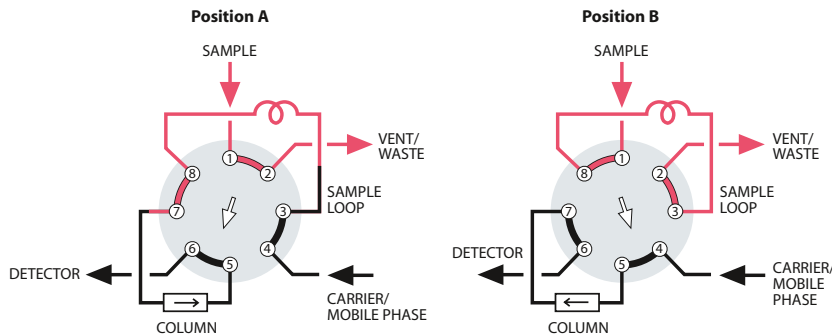 Position A
SAMPLE
VENT/
WASTE
1
2
8
7
3
SAMPLE
LOOP
6
5
4
DETECTOR
CARRIER/
MOBILE PHASE
COLUMN
Position B
SAMPLE
VENT/
WASTE
1
2
8
7
3
SAMPLE
LOOP
6
5
4
DETECTOR
CARRIER/
MOBILE
PHASE
COLUMN